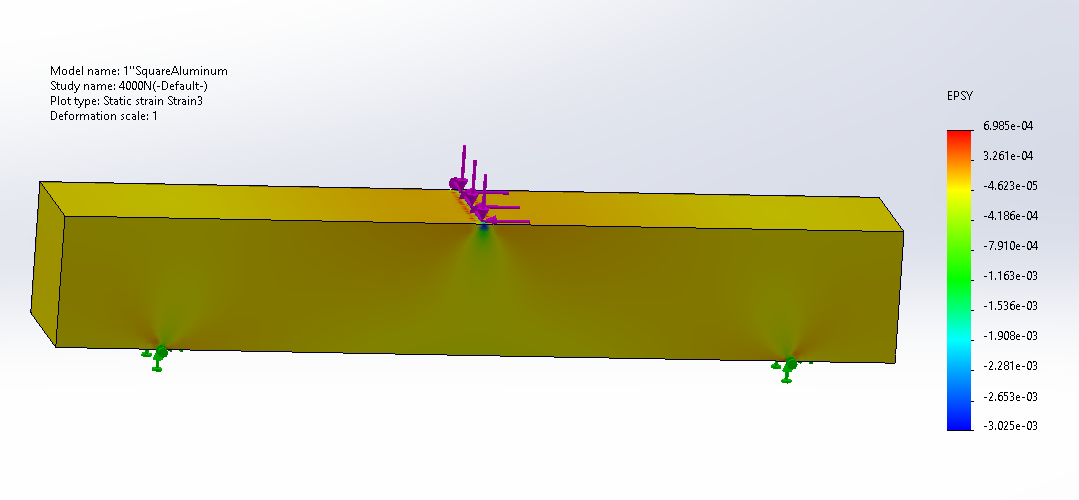 Model name: 1"SquareAluminum
Study name: 4000N(-Default-)
Plot type: Static strain Strain3
Deformation scale: 1
EPSY
6.985e-04
3.261e-04
-4.623e-05
-4.186e-04
-7.910e-04
-1.163e-03
-1.536e-03
-1.908e-03
-2.281e-03
-2.653e-03
-3.025e-03